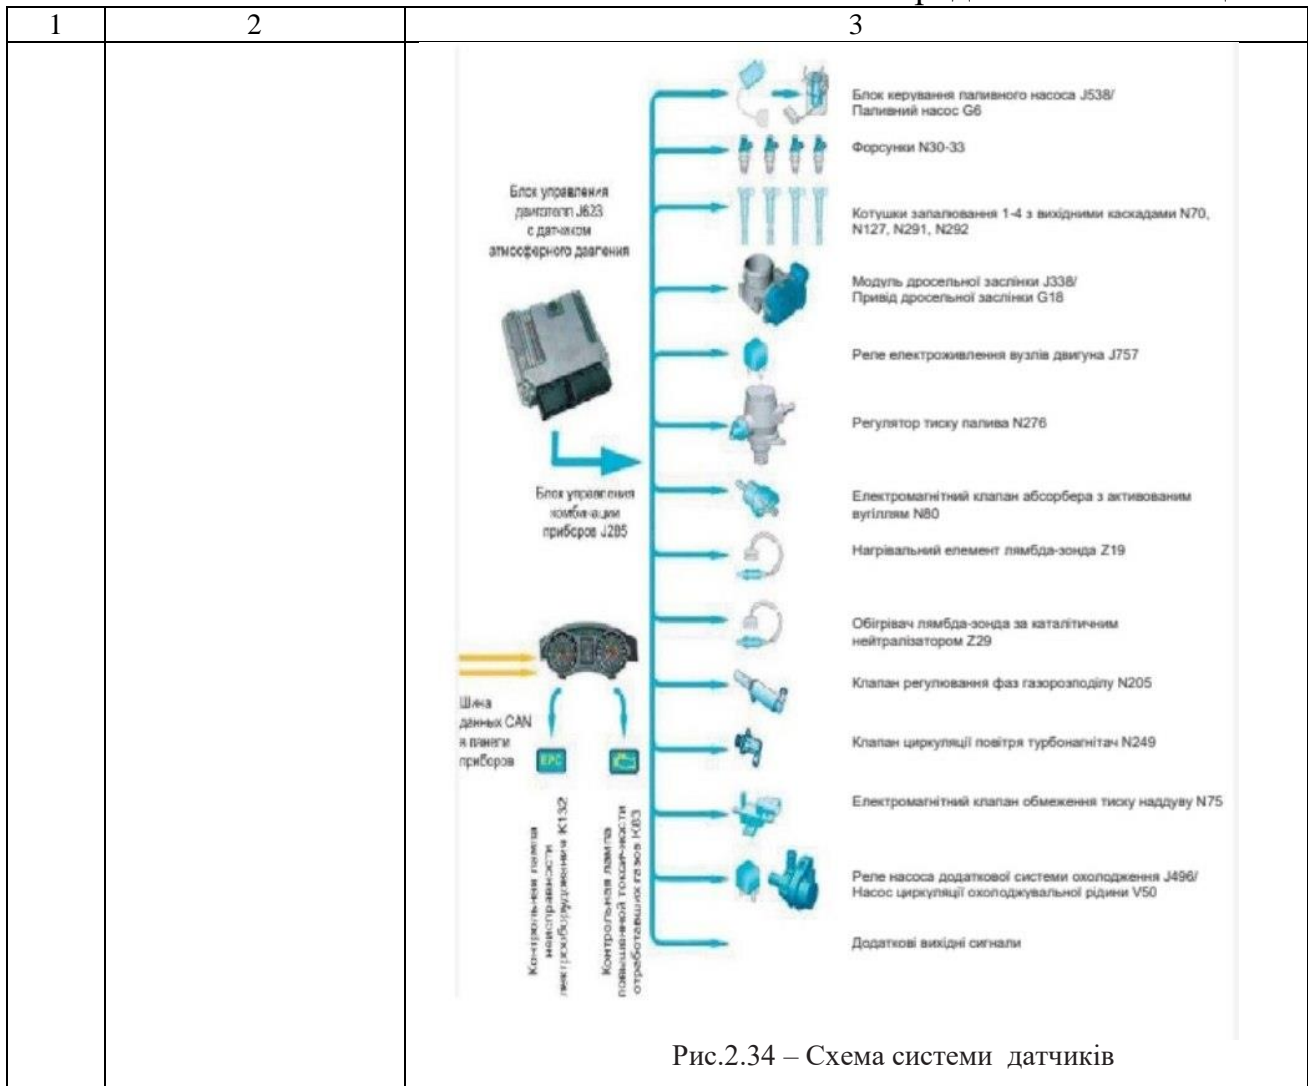 1 2 3
Блок керування паливного насоса J538/
Паливний насос G6
Форсунки N30-33
Блок управления
двигателя J623
с датчиком
атмосферного давления
Котушки запалювання 1-4 з вихідними каскадами N70,
N127, N291, N292
Модуль дросельної заслінки J338/
Привід дросельної заслінки G18
Реле електроживлення вузлів двигуна J757
Регулятор тиску палива N276
Блок управления
комбинации
приборов J285
Електромагнітний клапан абсорбера з активованим
вугіллям N80
Нагрівальний елемент лямбда-зонда Z19
Обігрівач лямбда-зонда за каталітичним
нейтралізатором Z29
Клапан регулювання фаз газорозподілу N205
Шина
данных CAN
в панели
приборов
EPC
Клапан циркуляції повітря турбонагнітач N249
Електромагнітний клапан обмеження тиску наддуву N75
Контрольная лампа
неисправности
электрооборудования K132
Контрольная лампа
повышенной токсичности
отработавших газов K83
Реле насоса додаткової системи охолодження J496/
Насос циркуляції охолоджувальної рідини V50
Додаткові вихідні сигнали
Рис.2.34 – Схема системи датчиків